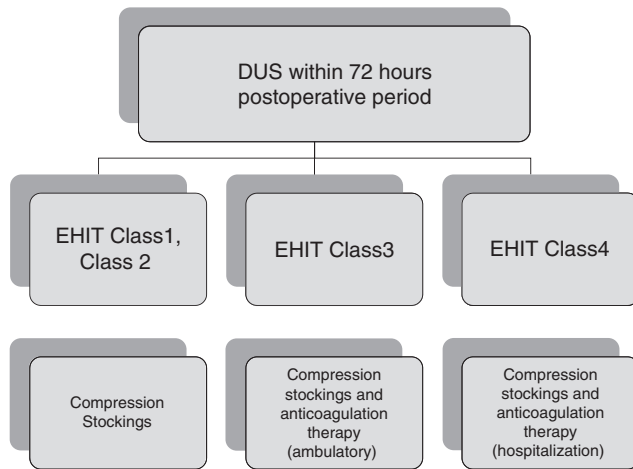 DUS within 72 hours
postoperative period
EHIT Class1,
Class 2
EHIT Class3
EHIT Class4
Compression
Stockings
Compression
stockings and
anticoagulation
therapy
(ambulatory)
Compression
stockings and
anticoagulation
therapy
(hospitalization)